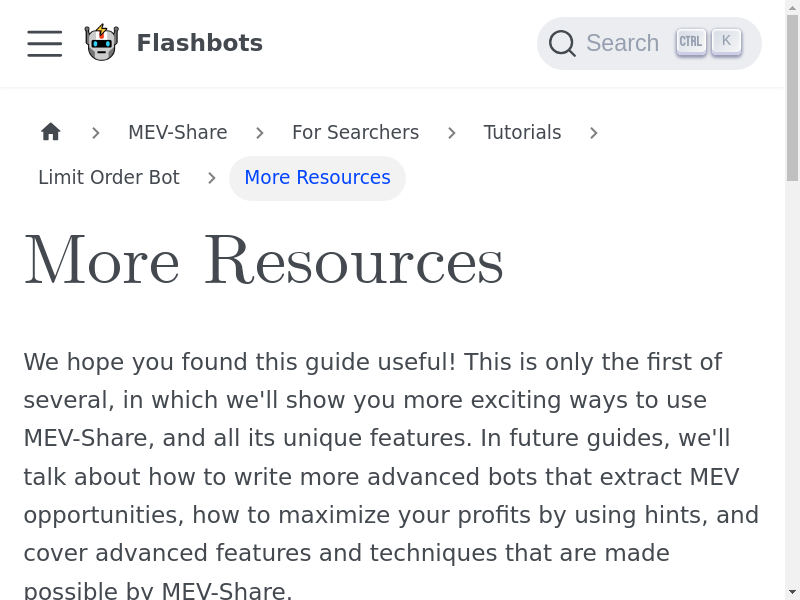 Flashbots
Search CTRL K
MEV-Share For Searchers Tutorials
Limit Order Bot More Resources
More Resources
We hope you found this guide useful! This is only the first of
several, in which we'll show you more exciting ways to use
MEV-Share, and all its unique features. In future guides, we'll
talk about how to write more advanced bots that extract MEV
opportunities, how to maximize your profits by using hints, and
cover advanced features and techniques that are made
possible by MEV-Share.